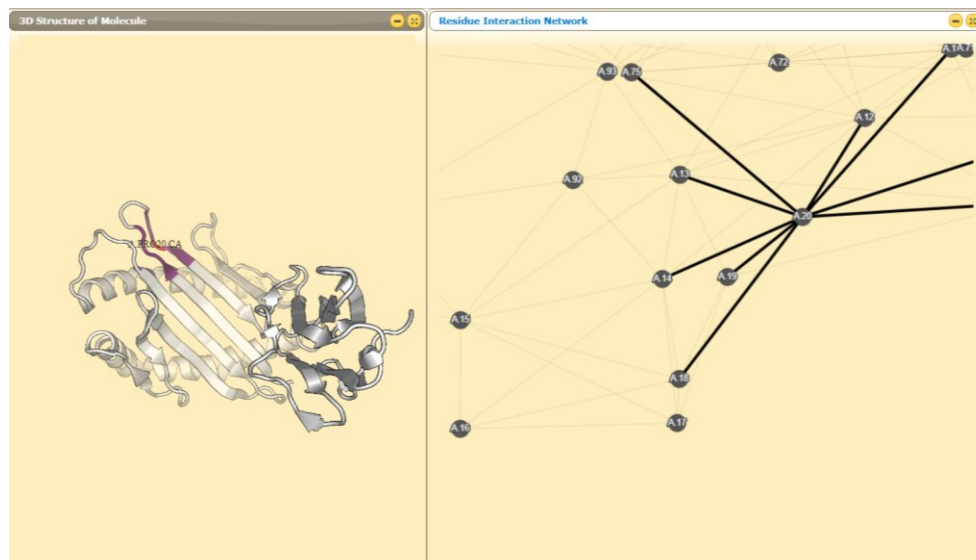 3D Structure of Molecule
Residue Interaction Network
A.93
A.75
A.72
A.12
A.92
A.13
A.20
A.14
A.19
A.15
A.18
A.17
A.16